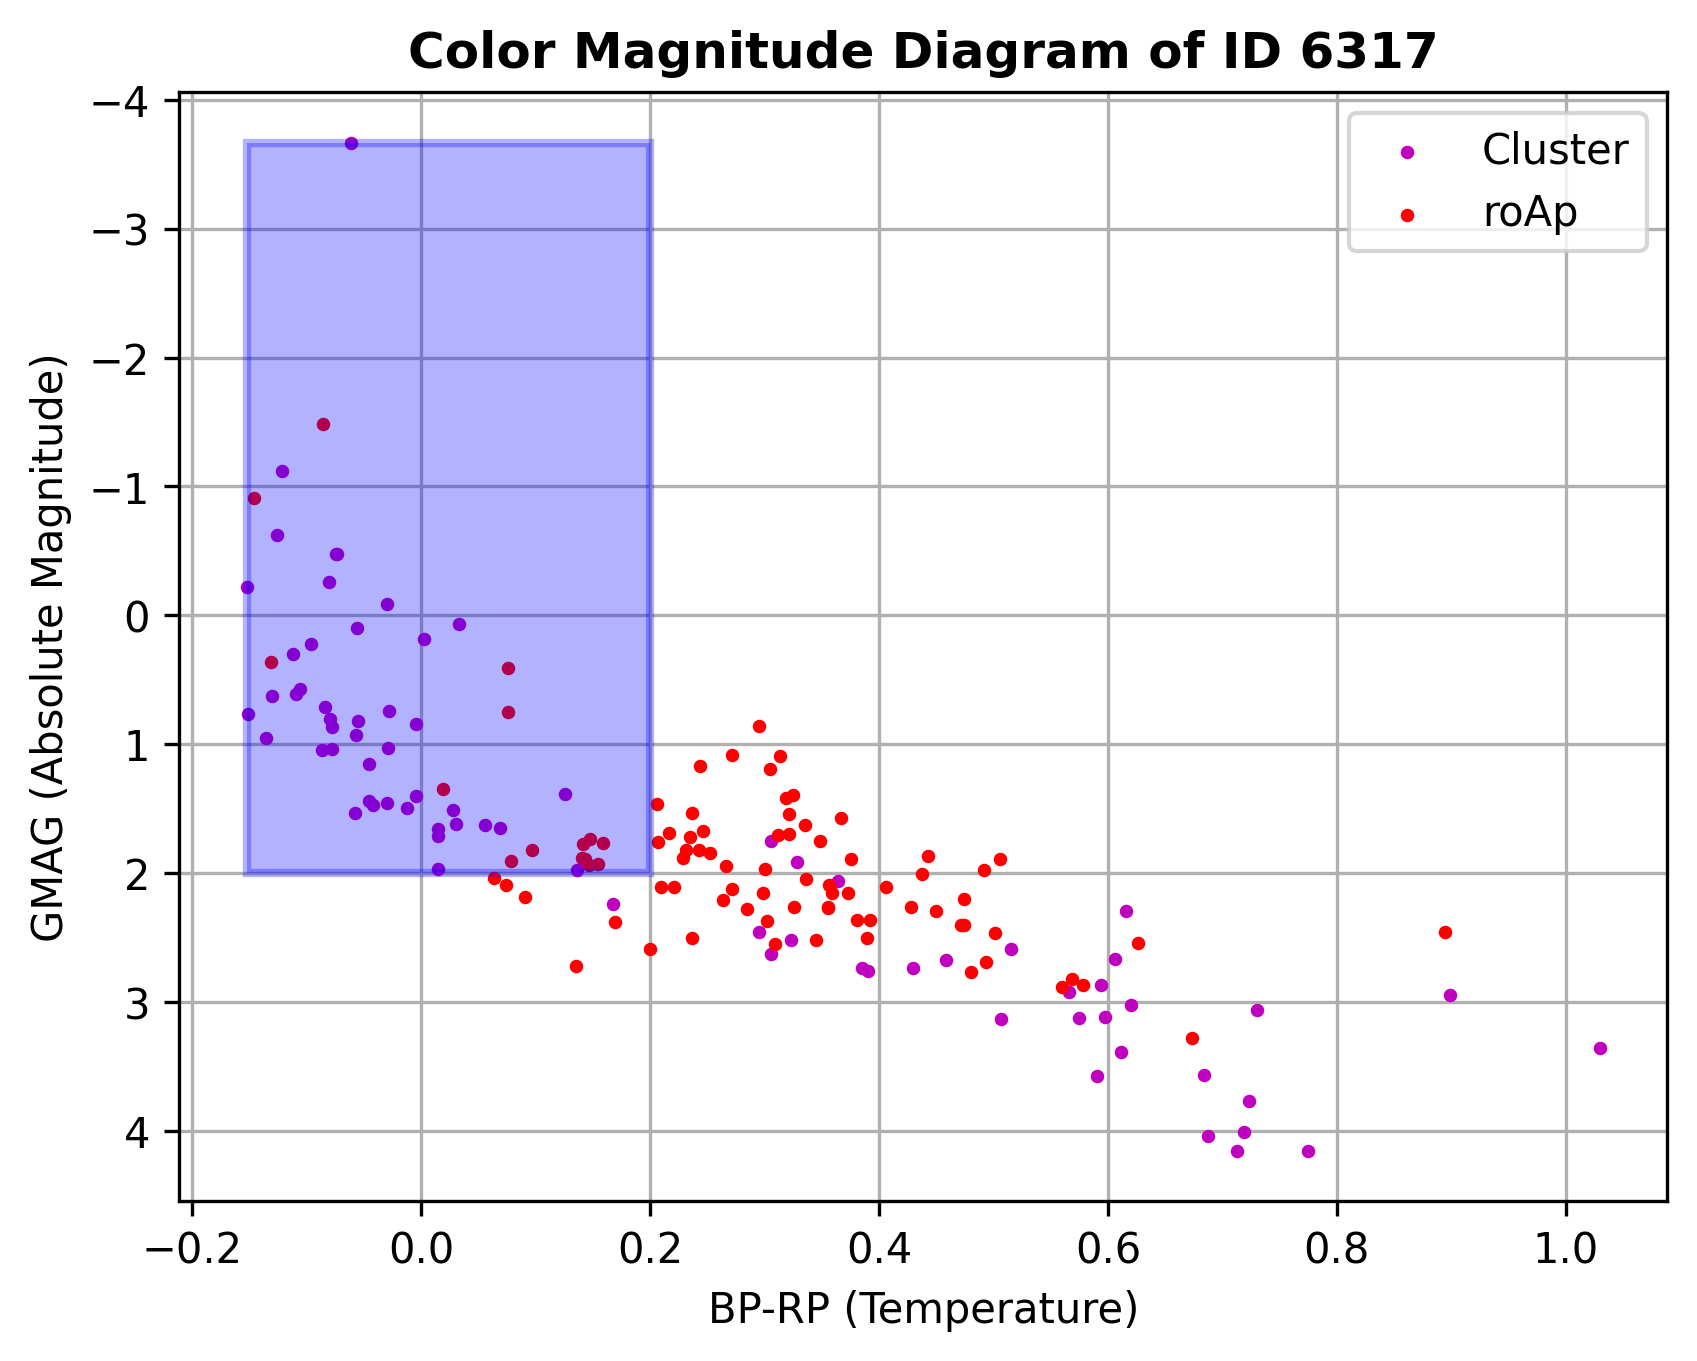 Color Magnitude Diagram of ID 6317
Cluster
roAp
GMAG (Absolute Magnitude)
−4
−3
−2
−1
0
1
2
3
4
−0.2 0.0 0.2 0.4 0.6 0.8 1.0
BP-RP (Temperature)